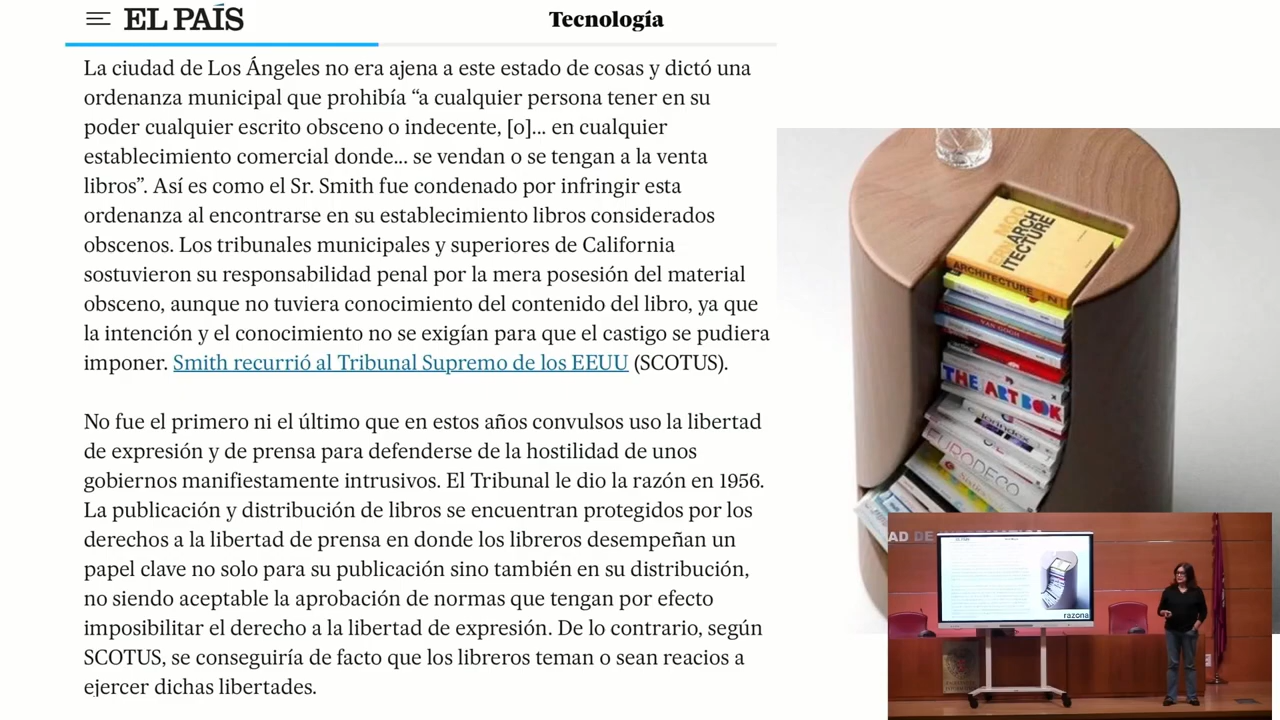 EL PAÍS
Tecnología
La ciudad de Los Ángeles no era ajena a este estado de cosas y dictó una
ordenanza municipal que prohibía “a cualquier persona tener en su
poder cualquier escrito obsceno o indecente, [o]... en cualquier
establecimiento comercial donde... se vendan o se tengan a la venta
libros”. Así es como el Sr. Smith fue condenado por infringir esta
ordenanza al encontrarse en su establecimiento libros considerados
obscenos. Los tribunales municipales y superiores de California
sostuvieron su responsabilidad penal por la mera posesión del material
obsceno, aunque no tuviera conocimiento del contenido del libro, ya que
la intención y el conocimiento no se exigían para que el castigo se pudiera
imponer. Smith recurrió al Tribunal Supremo de los EEUU (SCOTUS).
No fue el primero ni el último que en estos años convulsos uso la libertad
de expresión y de prensa para defenderse de la hostilidad de unos
gobiernos manifiestamente intrusivos. El Tribunal le dio la razón en 1956.
La publicación y distribución de libros se encuentran protegidos por los
derechos a la libertad de prensa en donde los libreros desempeñan un
papel clave no solo para su publicación sino también en su distribución,
no siendo aceptable la aprobación de normas que tengan por efecto
imposibilitar el derecho a la libertad de expresión. De lo contrario, según
SCOTUS, se conseguiría de facto que los libreros teman o sean reacios a
ejercer dichas libertades.
MOD
ERN ARCH
ITECTURE
ARCHITECTURE
VAN GOGH
THE ART BOOK
EURODECO
AD DE
razona